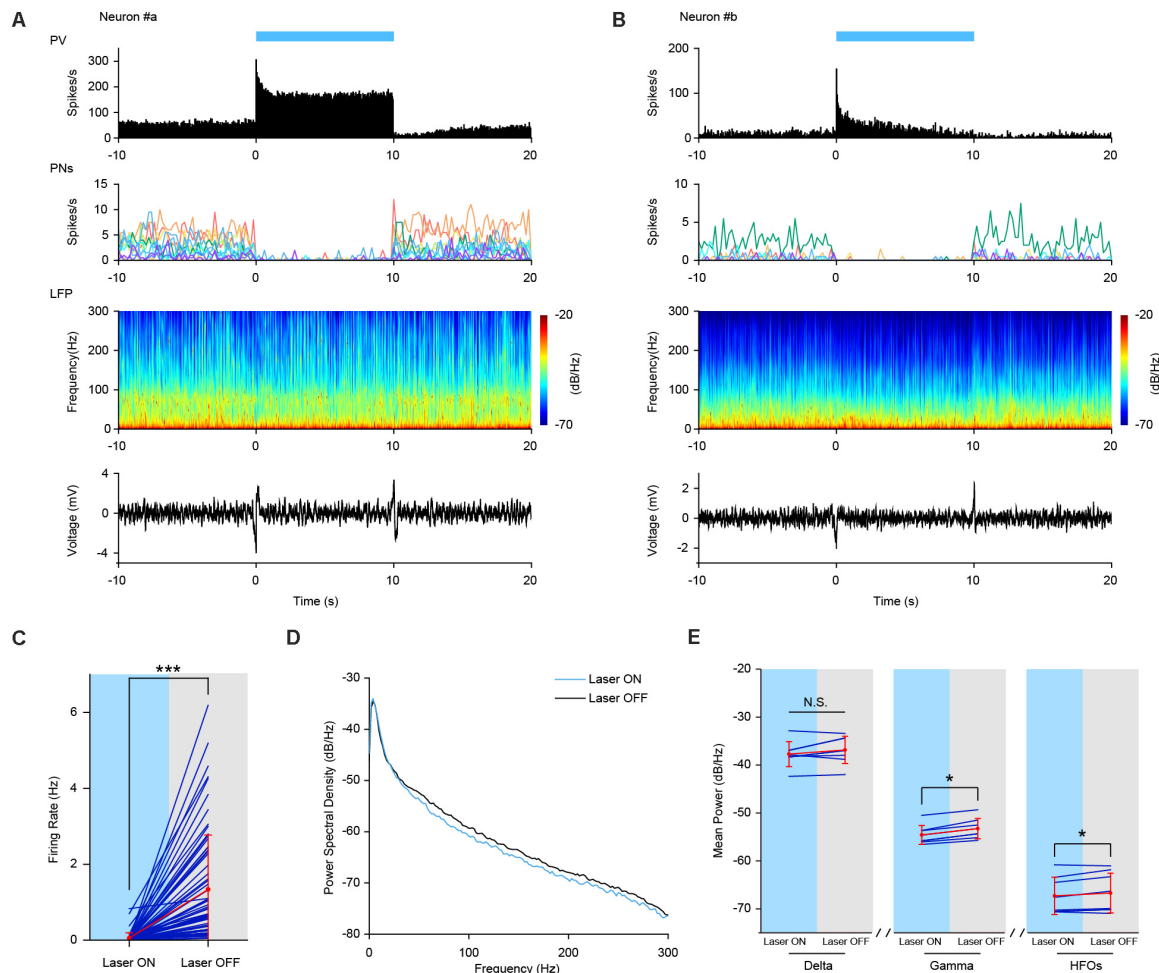 A
Neuron #a
PV
Spikes/s
300
200
100
0
-10
0
10
20
PNs
Spikes/s
15
10
5
0
-10
0
10
20
LFP
Frequency(Hz)
300
200
100
0
-10
0
10
20
-20
-70
(dB/Hz)
Voltage (mV)
4
0
-4
-10
0
10
20
Time (s)
B
Neuron #b
Spikes/s
200
100
0
-10
0
10
20
Spikes/s
10
5
0
-10
0
10
20
Frequency(Hz)
300
200
100
0
-10
0
10
20
-20
-70
(dB/Hz)
Voltage (mV)
2
0
-2
-10
0
10
20
Time (s)
C
***
Firing Rate (Hz)
6
4
2
0
Laser ON
Laser OFF
D
Laser ON
Laser OFF
Power Spectral Density (dB/Hz)
-30
-40
-50
-60
-70
-80
0
100
200
300
Frequency (Hz)
E
Mean Power (dB/Hz)
-20
-30
-40
-50
-60
-70
N.S.
*
*
Laser ON Laser OFF // Laser ON Laser OFF // Laser ON Laser OFF
Delta
Gamma
HFOs